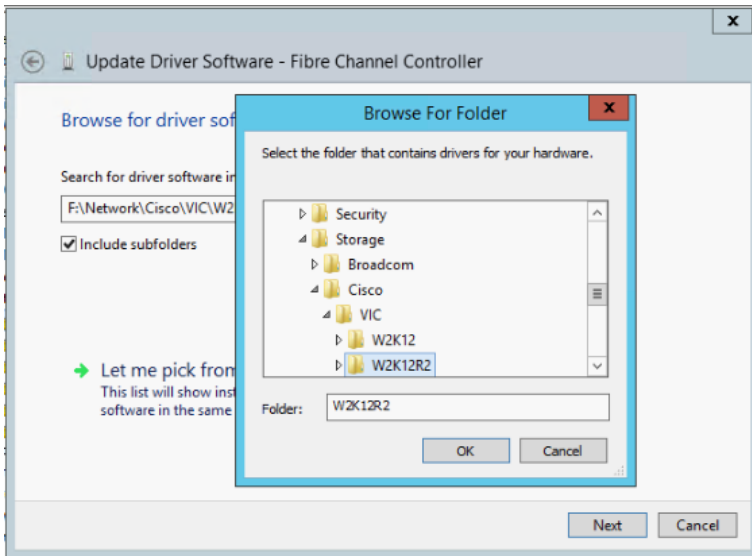 x
Update Driver Software - Fibre Channel Controller
Browse for driver sof
Search for driver software in
F:\Network\Cisco\VIC\W2
Include subfolders
Let me pick from
This list will show inst
software in the same
Browse For Folder
x
Select the folder that contains drivers for your hardware.
Security
Storage
Broadcom
Cisco
VIC
W2K12
W2K12R2
Folder:
W2K12R2
OK
Cancel
Next
Cancel